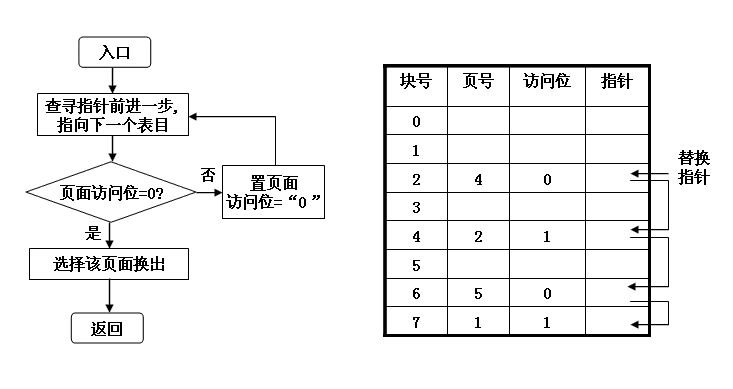 入口
查寻指针前进一步,
指向下一个表目
页面访问位=0?
否
置页面
访问位=“0”
是
选择该页面换出
返回
块号 页号 访问位 指针
0
1
2 4 0
3
4 2 1
5
6 5 0
7 1 1
替换
指针